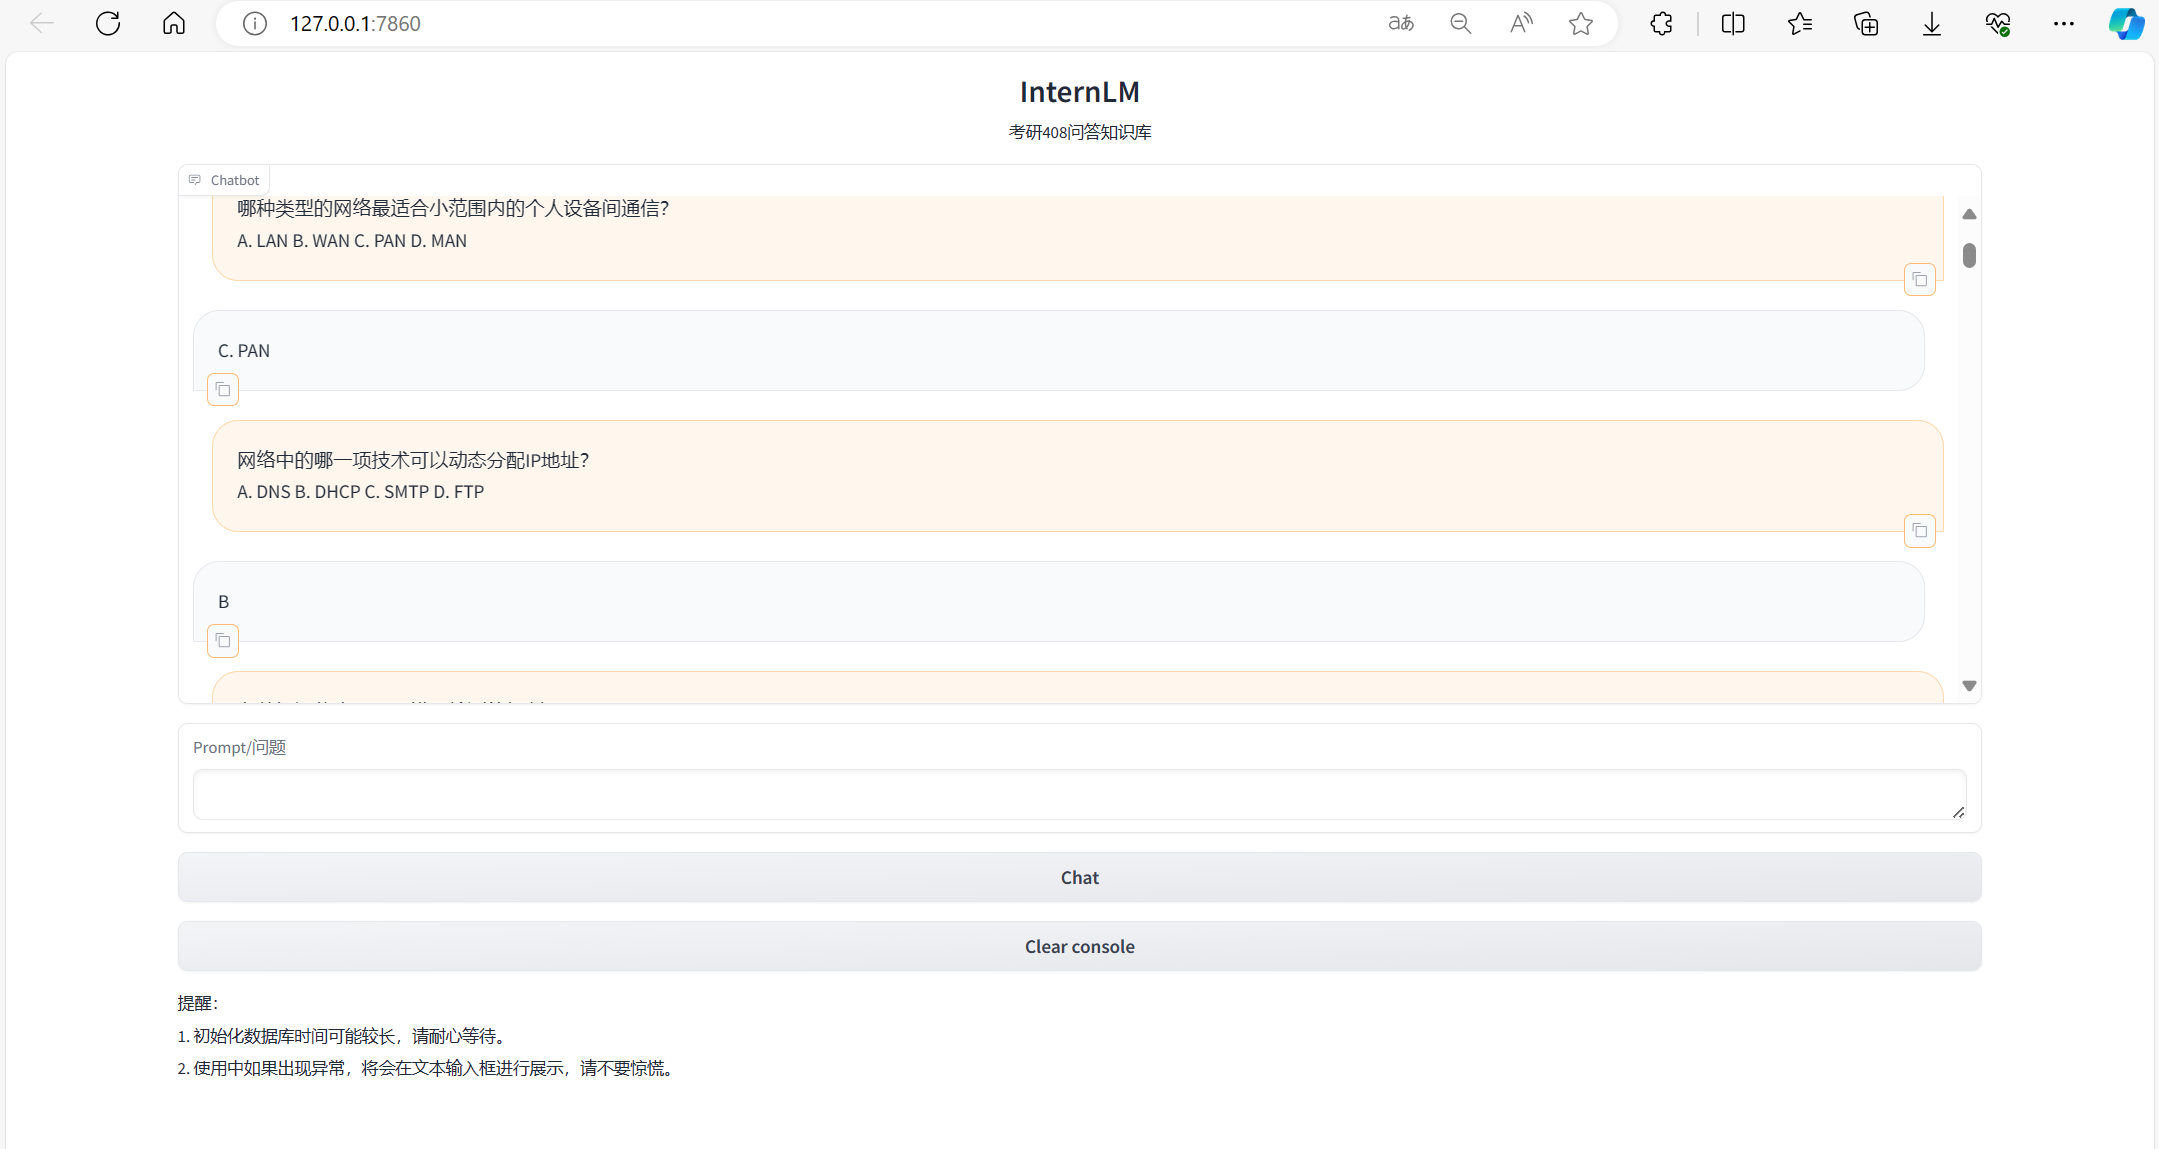 127.0.0.1:7860
InternLM
考研408问答知识库
Chatbot
哪种类型的网络最适合小范围内的个人设备间通信？
A. LAN B. WAN C. PAN D. MAN
C. PAN
网络中的哪一项技术可以动态分配IP地址？
A. DNS B. DHCP C. SMTP D. FTP
B
Prompt/问题
Chat
Clear console
提醒：
1. 初始化数据库时间可能较长，请耐心等待。
2. 使用中如果出现异常，将会在文本输入框进行展示，请不要惊慌。